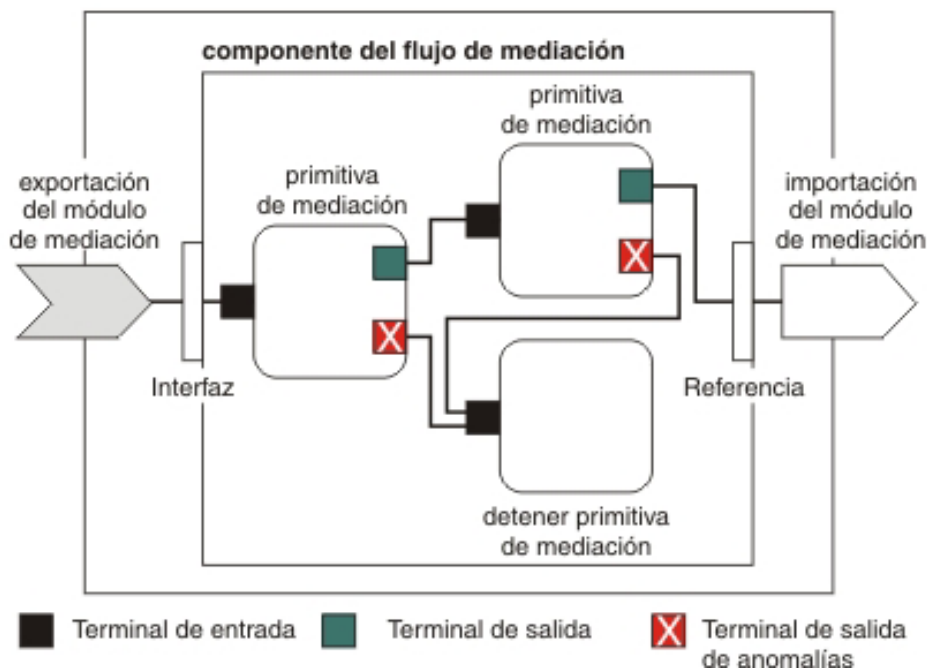 componente del flujo de mediación
primitiva
de mediación
exportación
del módulo
de mediación
primitiva
de mediación
importación
del módulo
de mediación
Interfaz
Referencia
detener primitiva
de mediación
Terminal de entrada
Terminal de salida
Terminal de salida
de anomalías